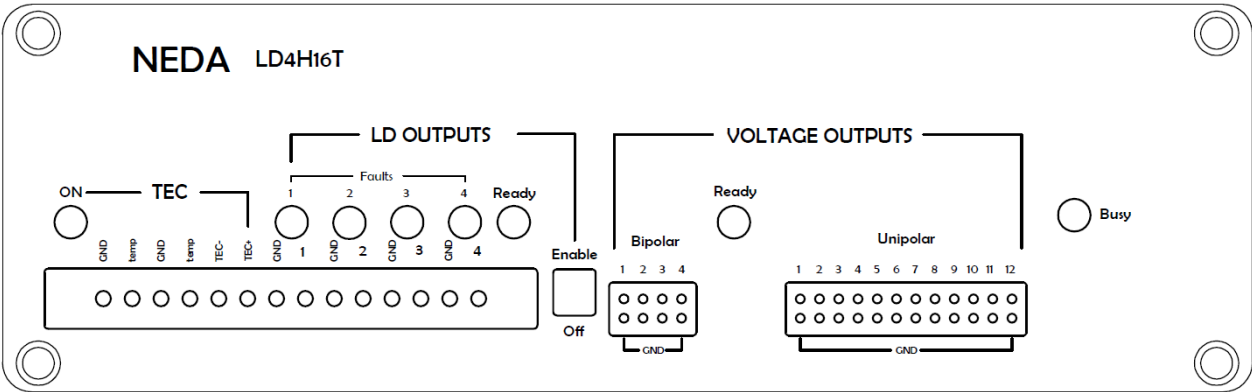 NEDA LD4H16T
LD OUTPUTS VOLTAGE OUTPUTS
Faults
ON TEC 1 2 3 4 Ready Ready
Busy
GND temp GND temp TEC- TEC+ GND 1 GND 2 GND 3 GND 4
Enable Bipolar Unipolar
1 2 3 4 1 2 3 4 5 6 7 8 9 10 11 12
Off
GND GND